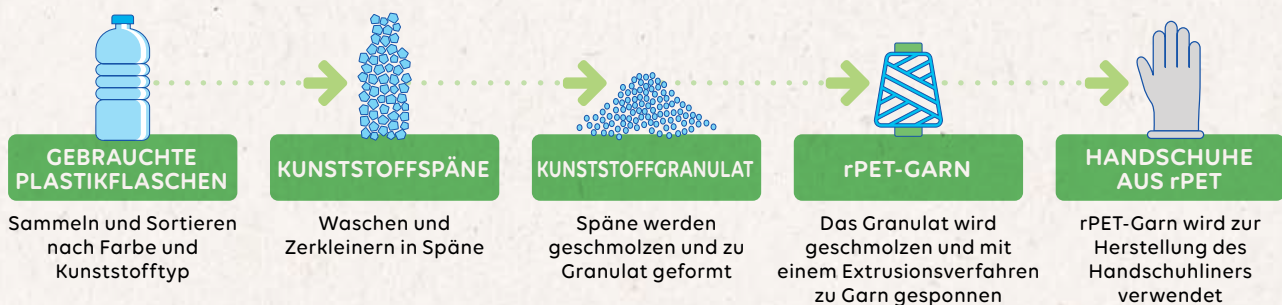 GEBRAUCHTE
PLASTIKFLASCHEN
Sammeln und Sortieren
nach Farbe und
Kunststofftyp
KUNSTSTOFFSPÄNE
Waschen und
Zerkleinern in Späne
KUNSTSTOFFGRANULAT
Späne werden
geschmolzen und zu
Granulat geformt
rPET-GARN
Das Granulat wird
geschmolzen und mit
einem Extrusionsverfahren
zu Garn gesponnen
HANDSCHUHE
AUS rPET
rPET-Garn wird zur
Herstellung des
Handschuhliners
verwendet